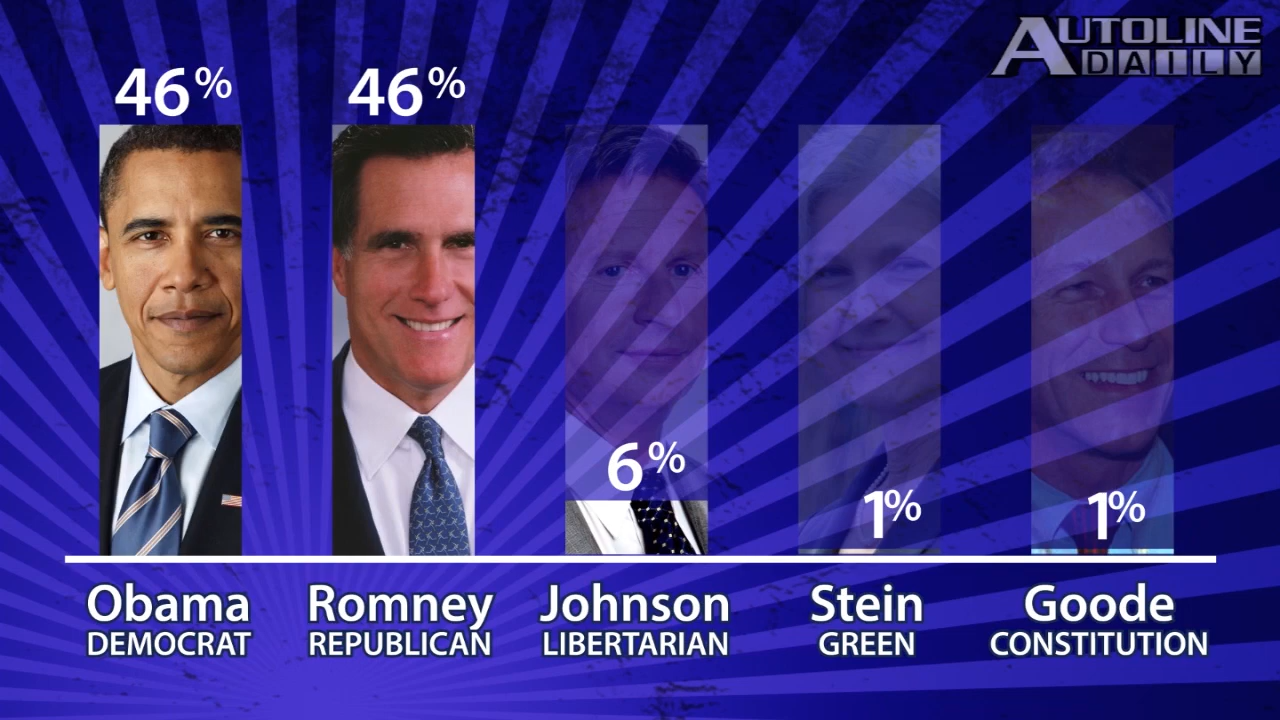 AUTOLINE
DAILY
46%
46%
6%
1%
1%
Obama
DEMOCRAT
Romney
REPUBLICAN
Johnson
LIBERTARIAN
Stein
GREEN
Goode
CONSTITUTION